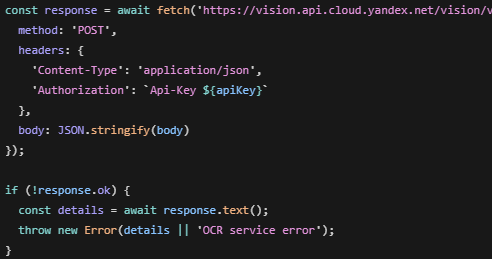 const response = await fetch('https://vision.api.cloud.yandex.net/vision/v
  method: 'POST',
  headers: {
    'Content-Type': 'application/json',
    'Authorization': `Api-Key ${apiKey}`
  },
  body: JSON.stringify(body)
});

if (!response.ok) {
  const details = await response.text();
  throw new Error(details || 'OCR service error');
}